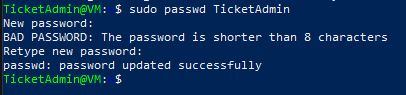 TicketAdmin@VM: $ sudo passwd TicketAdmin
New password:
BAD PASSWORD: The password is shorter than 8 characters
Retype new password:
passwd: password updated successfully
TicketAdmin@VM: $